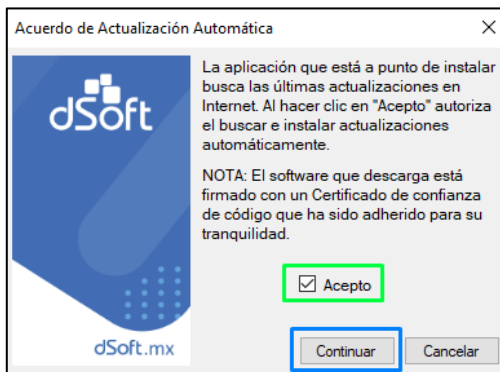 Acuerdo de Actualización Automática
dSoft
La aplicación que está a punto de instalar
busca las últimas actualizaciones en
Internet. Al hacer clic en "Acepto" autoriza
el buscar e instalar actualizaciones
automáticamente.
NOTA: El software que descarga está
firmado con un Certificado de confianza
de código que ha sido adherido para su
tranquilidad.
Acepto
dSoft.mx
Continuar
Cancelar